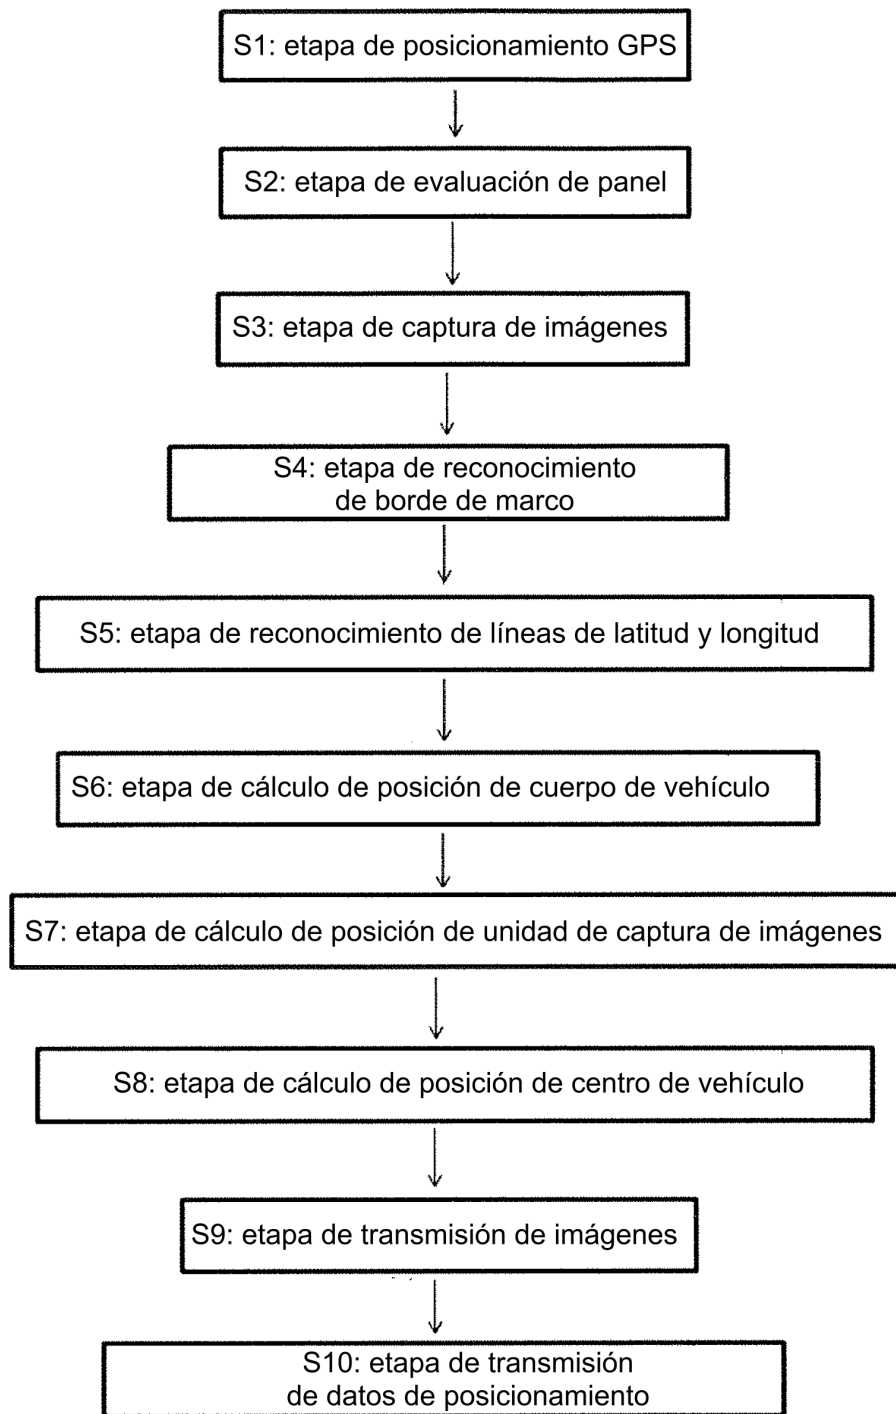 S1: etapa de posicionamiento GPS
S2: etapa de evaluación de panel
S3: etapa de captura de imágenes
S4: etapa de reconocimiento
de borde de marco
S5: etapa de reconocimiento de líneas de latitud y longitud
S6: etapa de cálculo de posición de cuerpo de vehículo
S7: etapa de cálculo de posición de unidad de captura de imágenes
S8: etapa de cálculo de posición de centro de vehículo
S9: etapa de transmisión de imágenes
S10: etapa de transmisión
de datos de posicionamiento